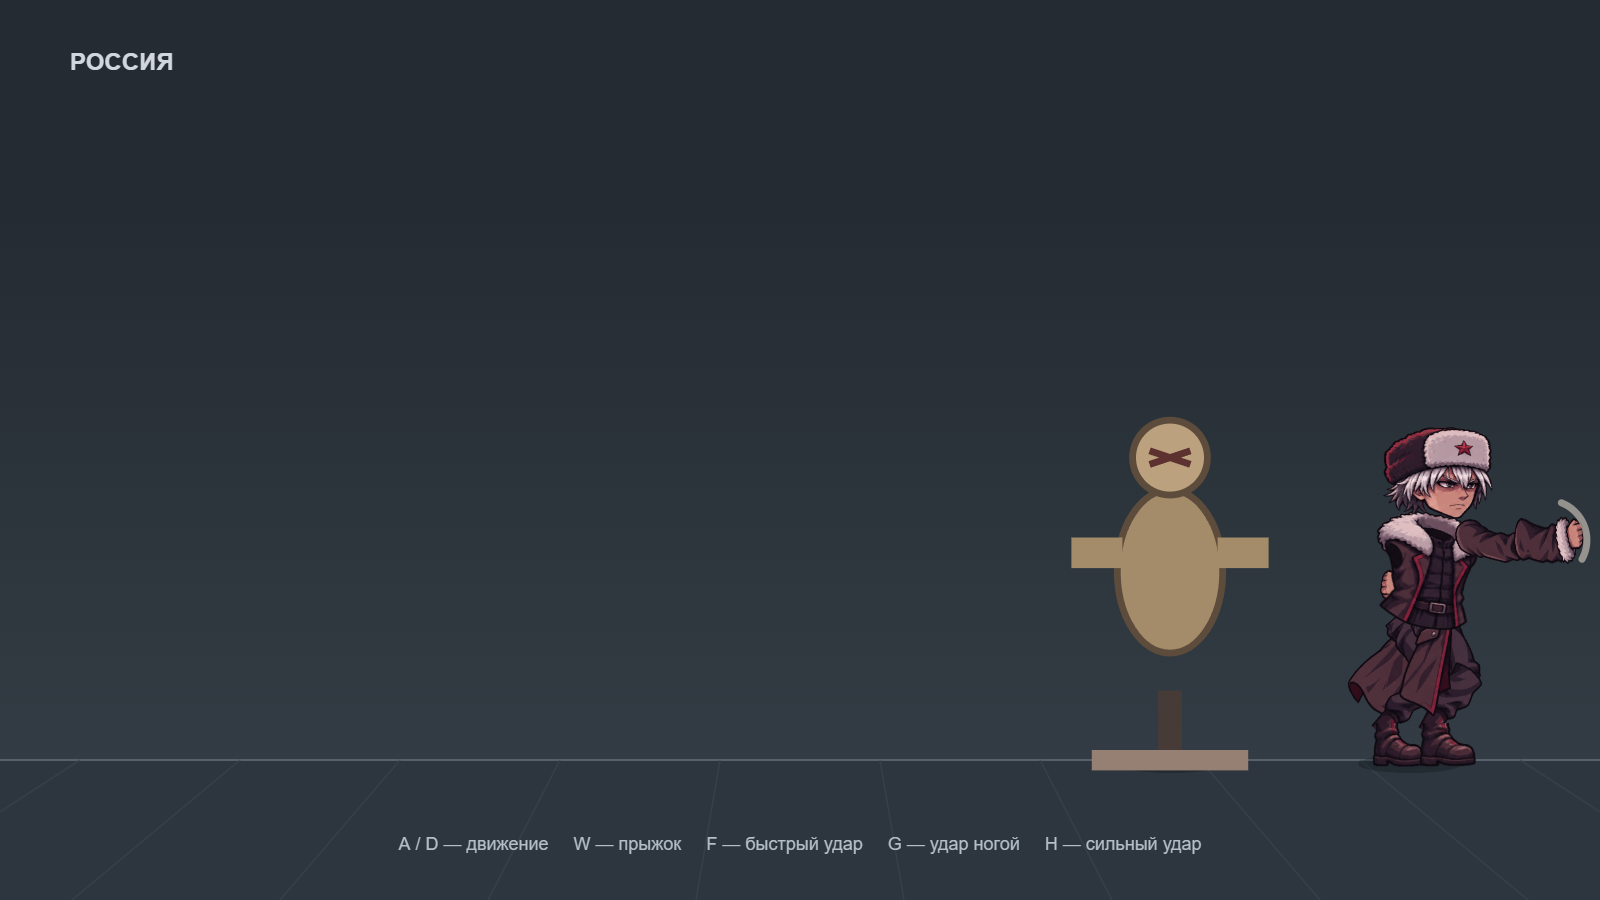 РОССИЯ
A / D — движение W — прыжок F — быстрый удар G — удар ногой H — сильный удар